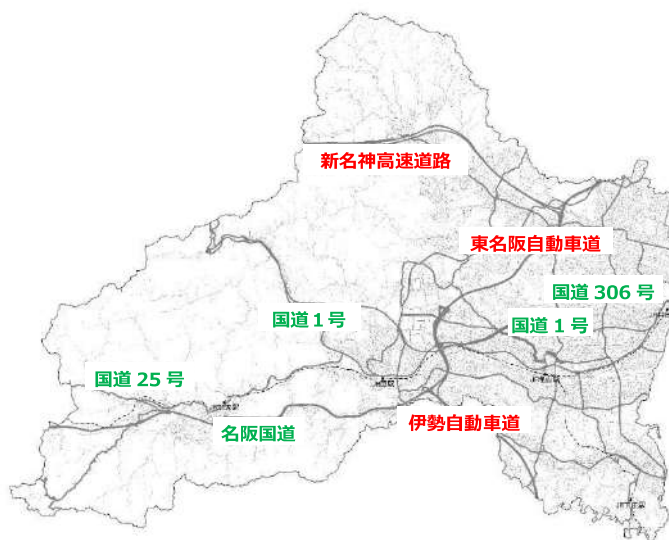 新名神高速道路
東名阪自動車道
国道 306 号
国道１号
国道 1 号
国道 25 号
伊勢自動車道
名阪国道